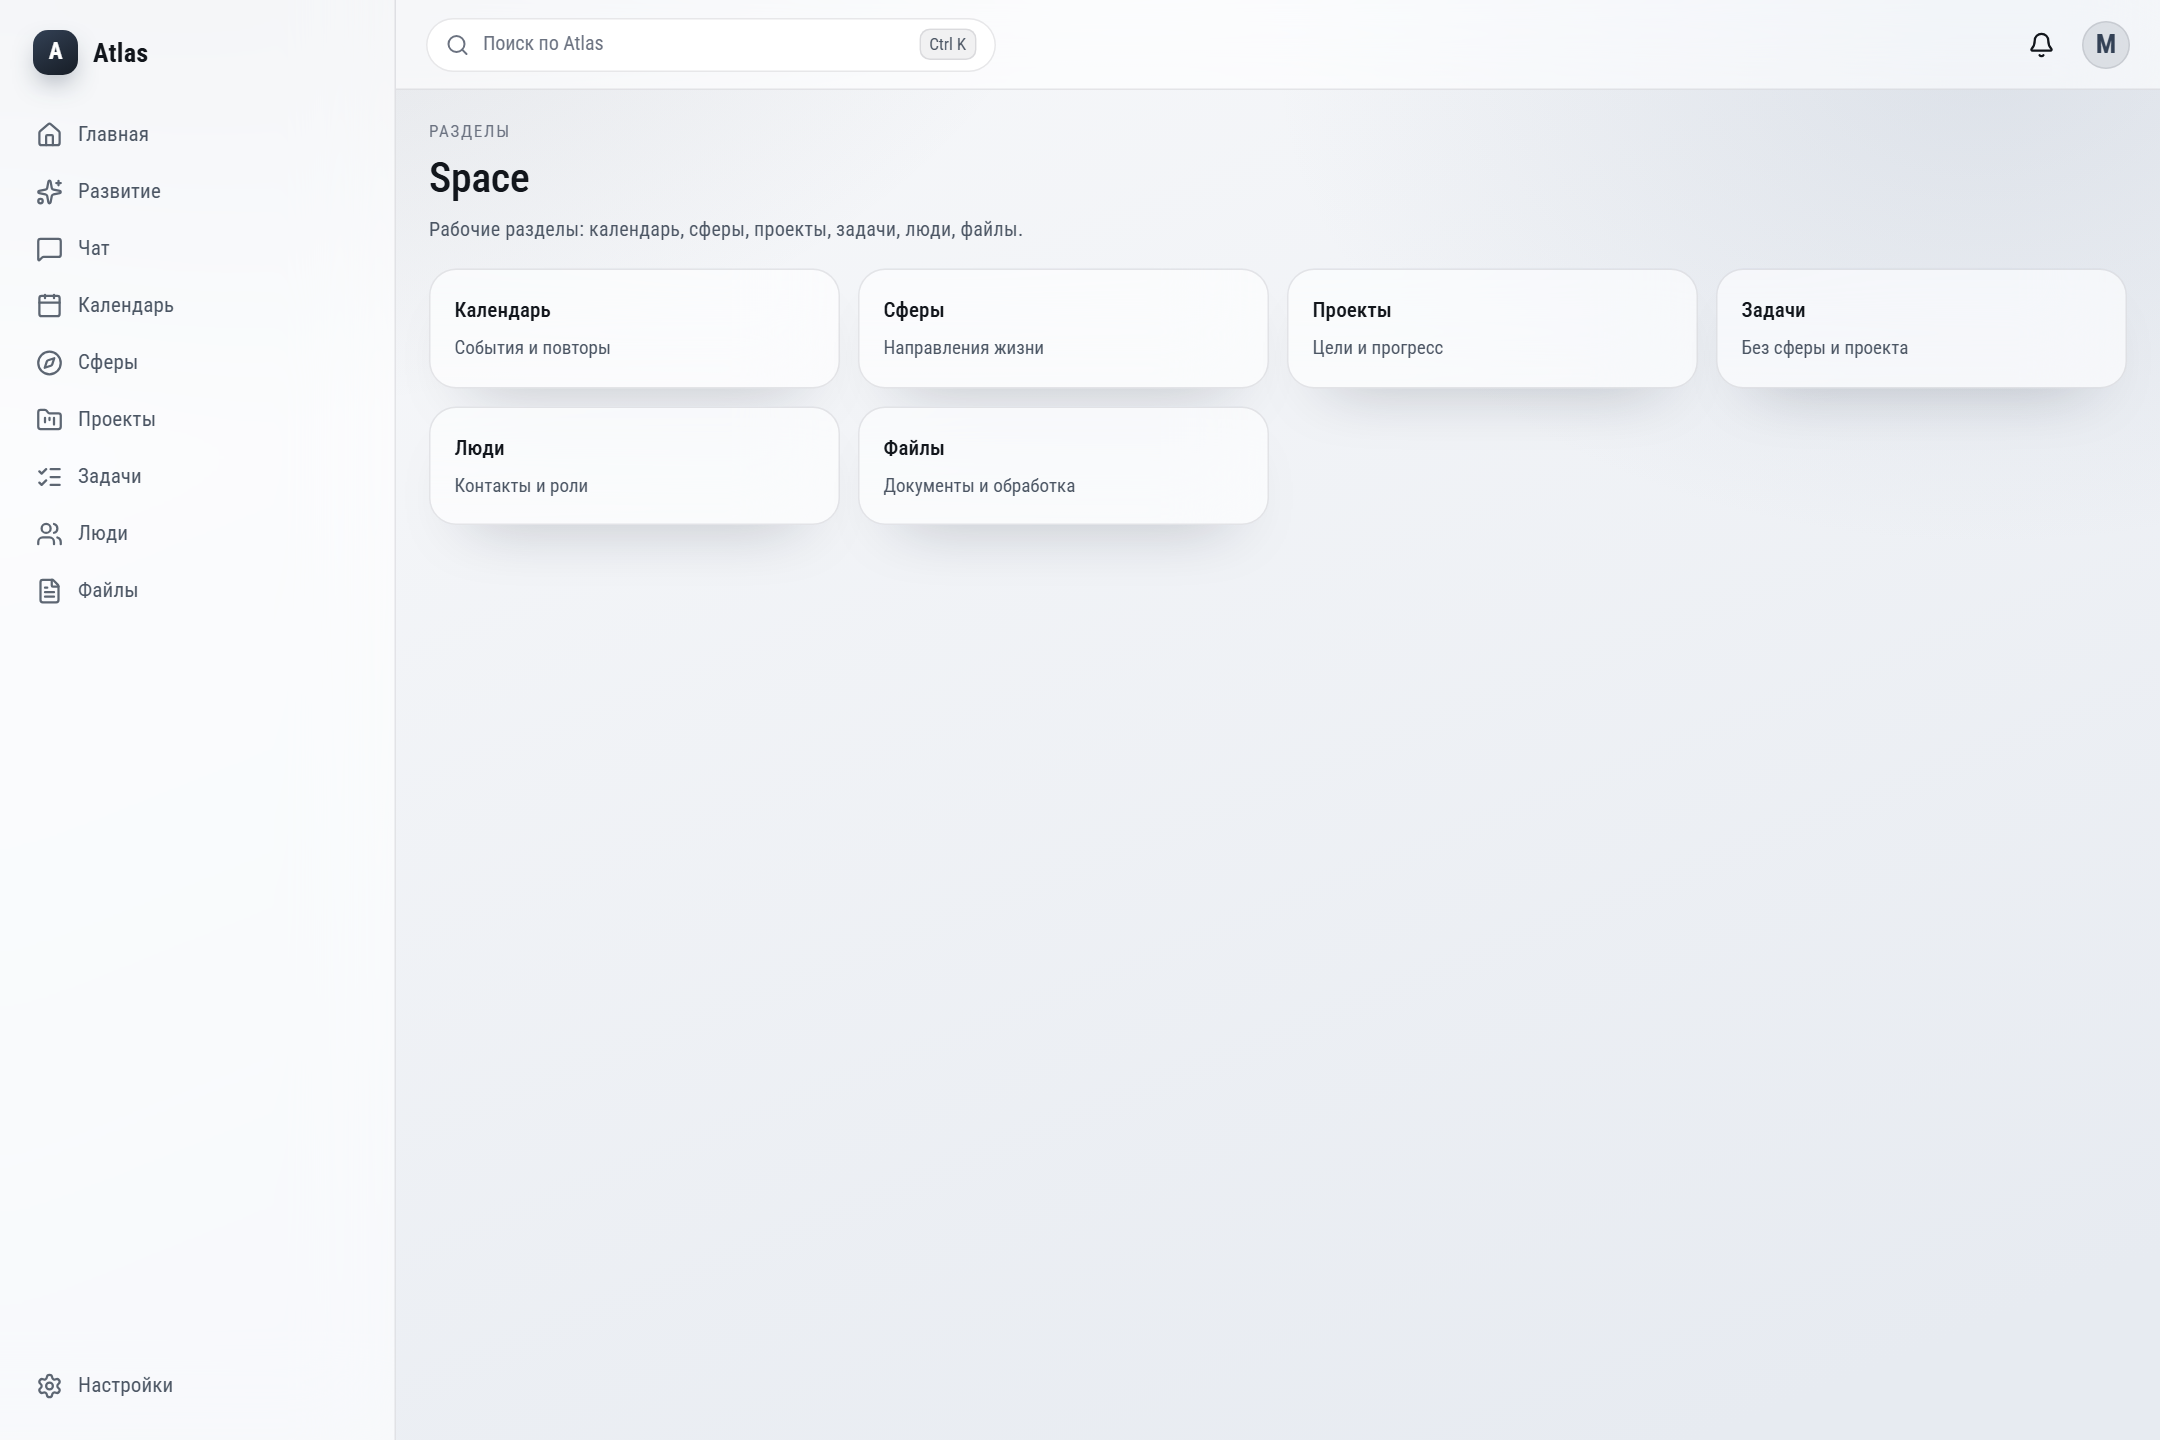 A
Atlas
Поиск по Atlas
Ctrl K
M
Главная
Развитие
Чат
Календарь
Сферы
Проекты
Задачи
Люди
Файлы
Настройки
РАЗДЕЛЫ
Space
Рабочие разделы: календарь, сферы, проекты, задачи, люди, файлы.
Календарь
События и повторы
Сферы
Направления жизни
Проекты
Цели и прогресс
Задачи
Без сферы и проекта
Люди
Контакты и роли
Файлы
Документы и обработка